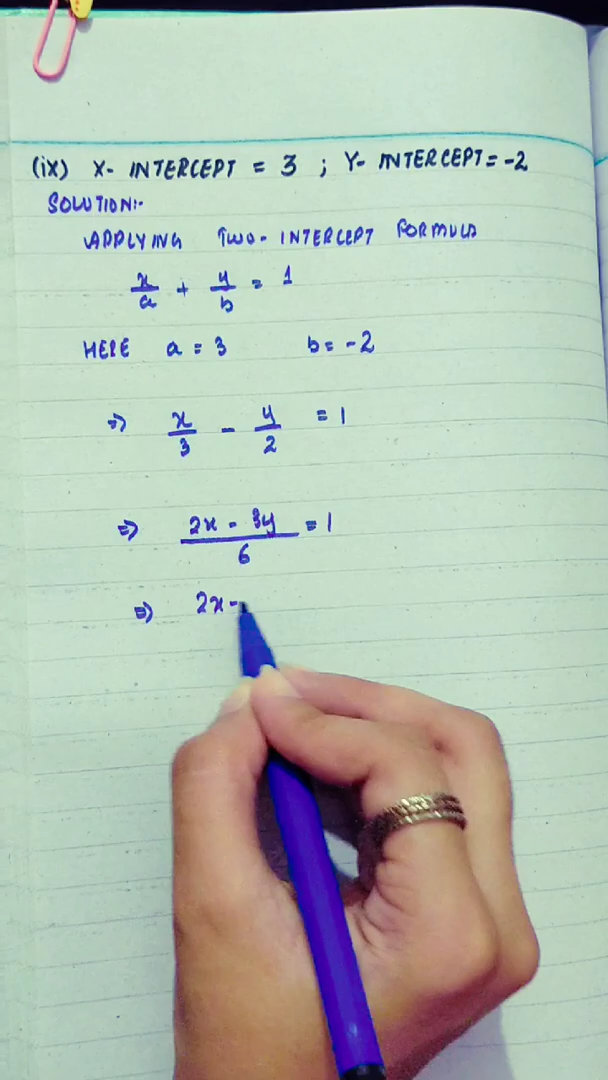 (ix) X- INTERCEPT = 3 ; Y- INTERCEPT = -2
SOLUTION:-
APPLYING TWO-INTERCEPT FORMULA
x/a + y/b = 1
HERE a = 3 b = -2
⇒ x/3 - y/2 = 1
⇒ (2x - 3y)/6 = 1
⇒ 2x -